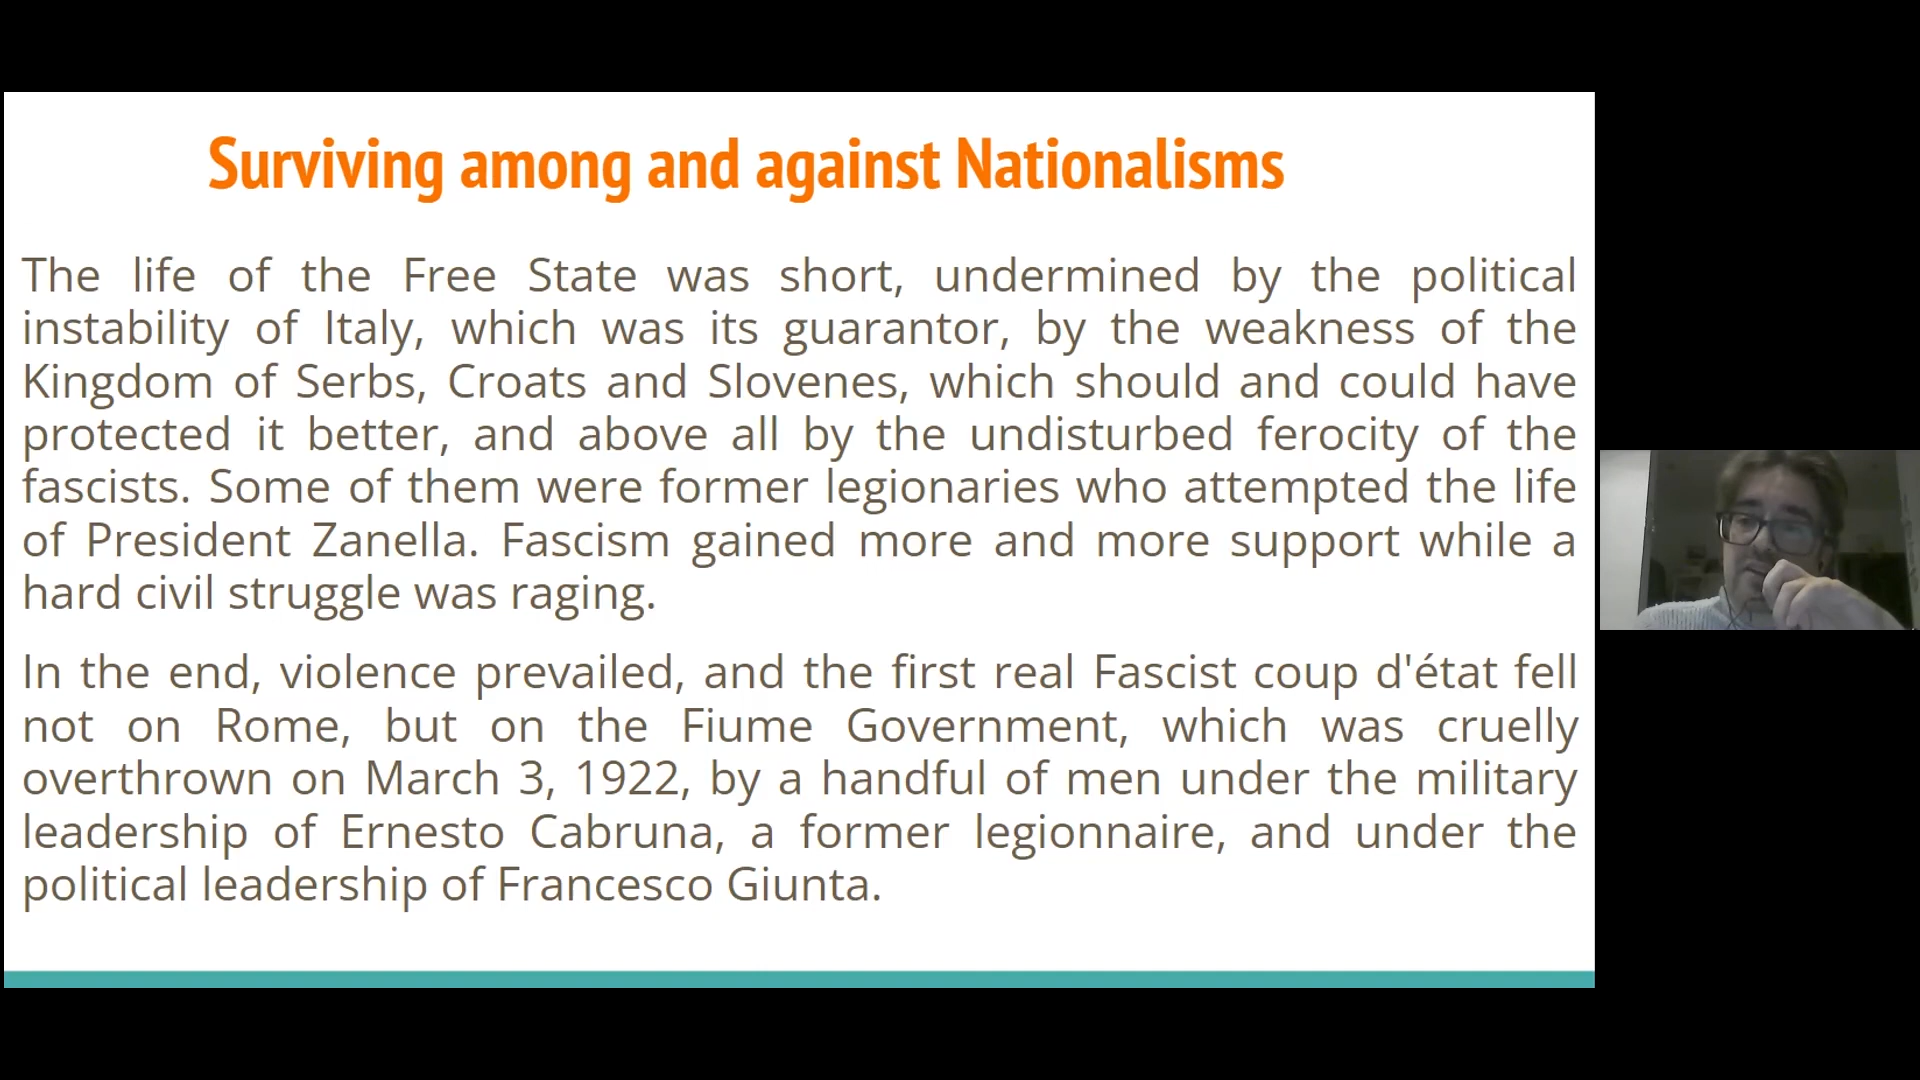 Surviving among and against Nationalisms
The life of the Free State was short, undermined by the political
instability of Italy, which was its guarantor, by the weakness of the
Kingdom of Serbs, Croats and Slovenes, which should and could have
protected it better, and above all by the undisturbed ferocity of the
fascists. Some of them were former legionaries who attempted the life
of President Zanella. Fascism gained more and more support while a
hard civil struggle was raging.
In the end, violence prevailed, and the first real Fascist coup d'état fell
not on Rome, but on the Fiume Government, which was cruelly
overthrown on March 3, 1922, by a handful of men under the military
leadership of Ernesto Cabruna, a former legionnaire, and under the
political leadership of Francesco Giunta.